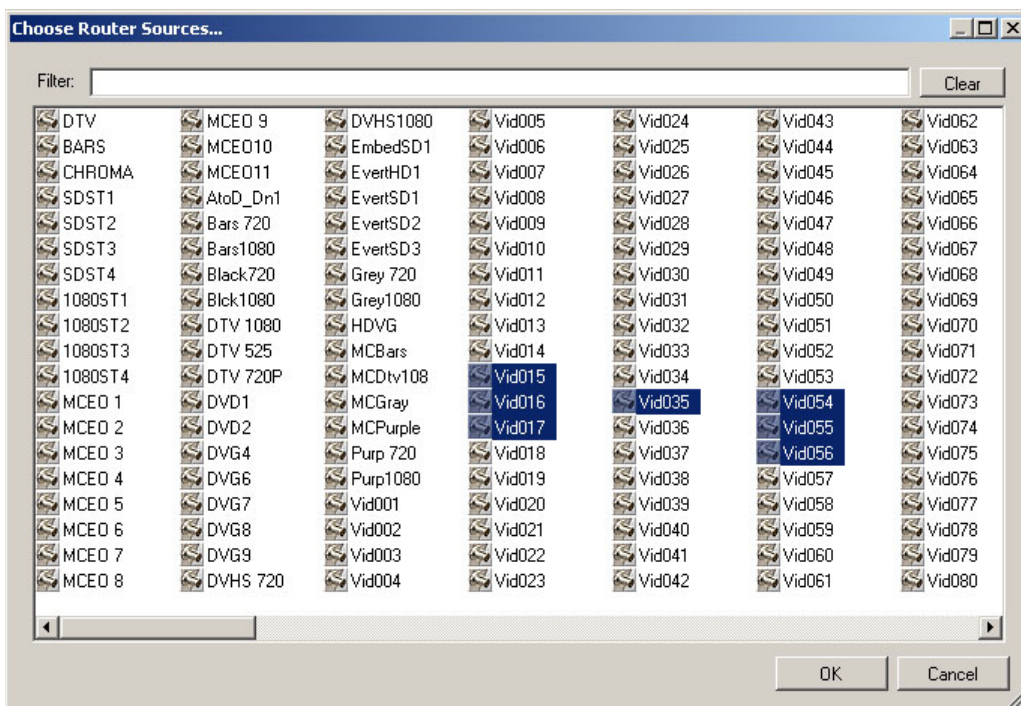 Choose Router Sources...
Filter:
Clear
DTV MCEO 9 DVHS1080 Vid005 Vid024 Vid043 Vid062
BARS MCEO10 EmbedSD1 Vid006 Vid025 Vid044 Vid063
CHROMA MCEO11 EvertHD1 Vid007 Vid026 Vid045 Vid064
SDST1 AtoD_Dn1 EvertSD1 Vid008 Vid027 Vid046 Vid065
SDST2 Bars 720 EvertSD2 Vid009 Vid028 Vid047 Vid066
SDST3 Bars1080 EvertSD3 Vid010 Vid029 Vid048 Vid067
SDST4 Black720 Grey 720 Vid011 Vid030 Vid049 Vid068
1080ST1 Blck1080 Grey1080 Vid012 Vid031 Vid050 Vid069
1080ST2 DTV 1080 HDVG Vid013 Vid032 Vid051 Vid070
1080ST3 DTV 525 MCBars Vid014 Vid033 Vid052 Vid071
1080ST4 DTV 720P MCDtv108 Vid015 Vid034 Vid053 Vid072
MCEO 1 DVD1 MCGray Vid016 Vid035 Vid054 Vid073
MCEO 2 DVD2 MCPurple Vid017 Vid036 Vid055 Vid074
MCEO 3 DVG4 Purp 720 Vid018 Vid037 Vid056 Vid075
MCEO 4 DVG6 Purp1080 Vid019 Vid038 Vid057 Vid076
MCEO 5 DVG7 Vid001 Vid020 Vid039 Vid058 Vid077
MCEO 6 DVG8 Vid002 Vid021 Vid040 Vid059 Vid078
MCEO 7 DVG9 Vid003 Vid022 Vid041 Vid060 Vid079
MCEO 8 DVHS 720 Vid004 Vid023 Vid042 Vid061 Vid080
OK Cancel